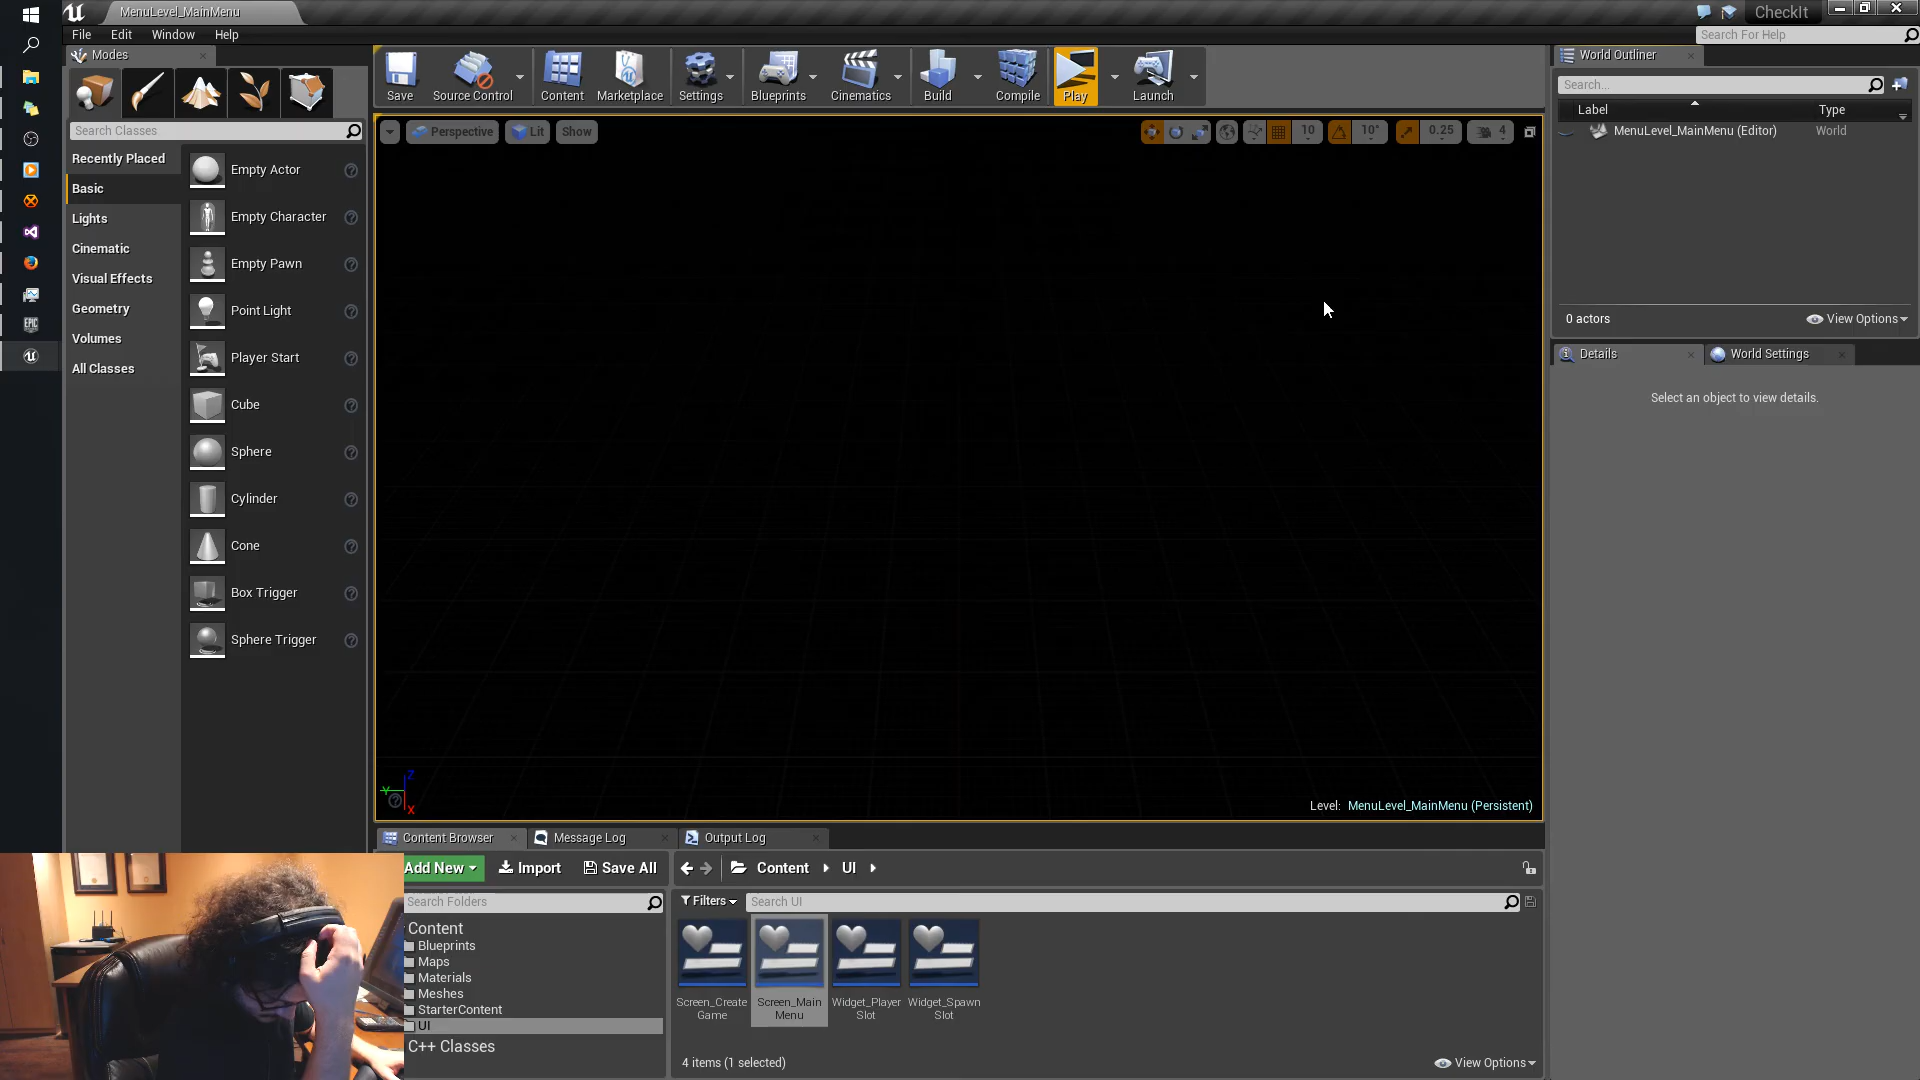 MenuLevel_MainMenu
CheckIt
File Edit Window Help
Search For Help
Modes
Search Classes
Recently Placed
Basic
Lights
Cinematic
Visual Effects
Geometry
Volumes
All Classes
Empty Actor
Empty Character
Empty Pawn
Point Light
Player Start
Cube
Sphere
Cylinder
Cone
Box Trigger
Sphere Trigger
Save Source Control Content Marketplace Settings Blueprints Cinematics Build Compile Play Launch
Perspective Lit Show
10 10° 0.25 4
Z
Y
X
Level: MenuLevel_MainMenu (Persistent)
World Outliner
Search...
Label Type
MenuLevel_MainMenu (Editor) World
0 actors View Options
Details World Settings
Select an object to view details.
Content Browser Message Log Output Log
Add New Import Save All Content UI
Search Folders
Content
Blueprints
Maps
Materials
Meshes
StarterContent
UI
C++ Classes
Filters Search UI
Screen_Create
Game
Screen_Main
Menu
Widget_Player
Slot
Widget_Spawn
Slot
4 items (1 selected) View Options
EPIC